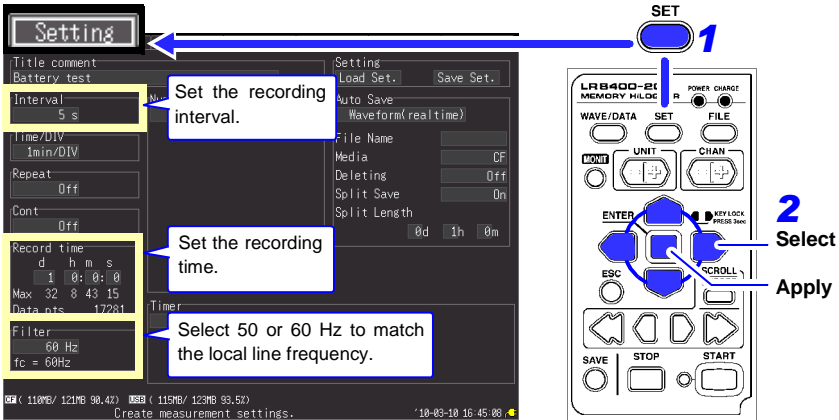 Setting
Title comment
Battery test
Setting
Load Set. Save Set.
Interval
5 s
Set the recording
interval.
Auto Save
Waveform(realtime)
Time/DIV
1min/DIV
Repeat
Off
Cont
Off
File Name
Media CF
Deleting Off
Split Save On
Split Length
0d 1h 0m
Record time
d h m s
1 0: 0: 0
Max 32 8 43 15
Data pts 17281
Set the recording
time.
Timer
Filter
60 Hz
fc = 60Hz
Select 50 or 60 Hz to match
the local line frequency.
CF ( 110MB/ 121MB 90.4%) USB ( 115MB/ 123MB 93.5%)
Create measurement settings. '10-03-10 16:45:08
SET
1
LR8400-20
MEMORY HiLOGGER
POWER CHARGE
WAVE/DATA SET FILE
MONIT UNIT CHAN
ENTER
KEY LOCK
PRESS 3sec
2
Select
Apply
ESC
SCROLL
SAVE STOP START